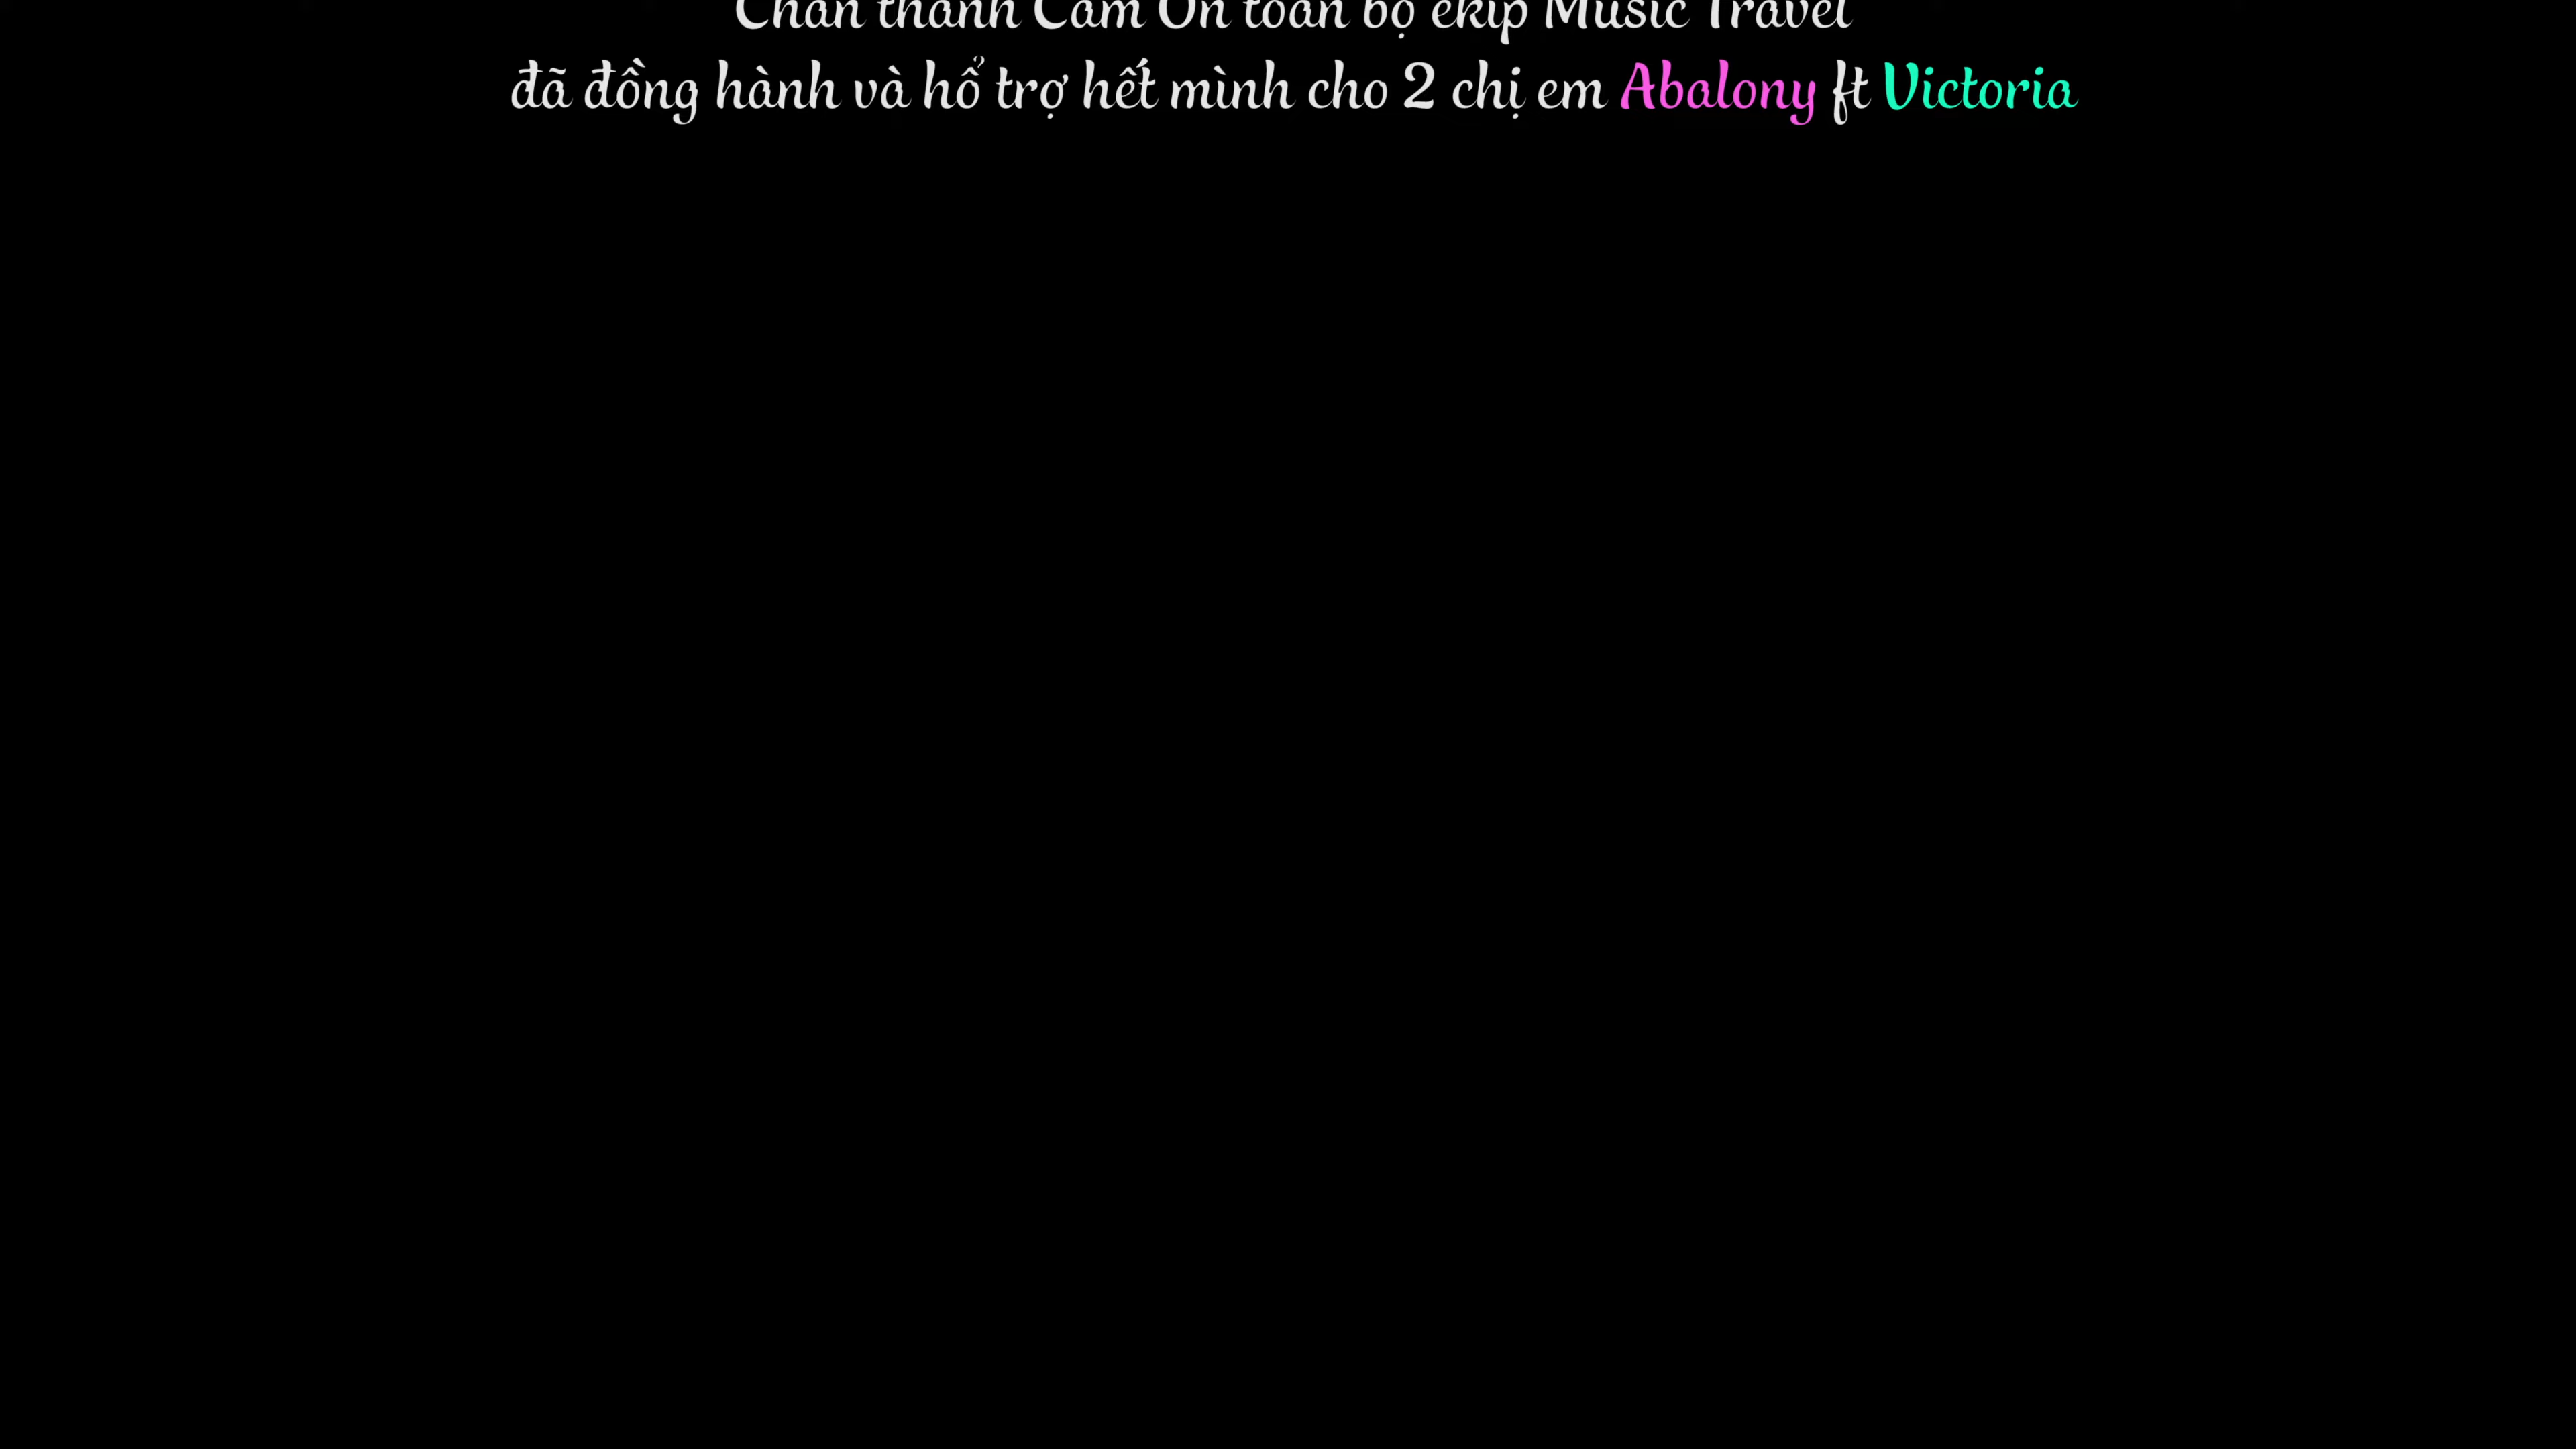 Chân thành Cảm Ơn toàn bộ ekip Music Travel
đã đồng hành và hổ trợ hết mình cho 2 chị em Abalony ft Victoria